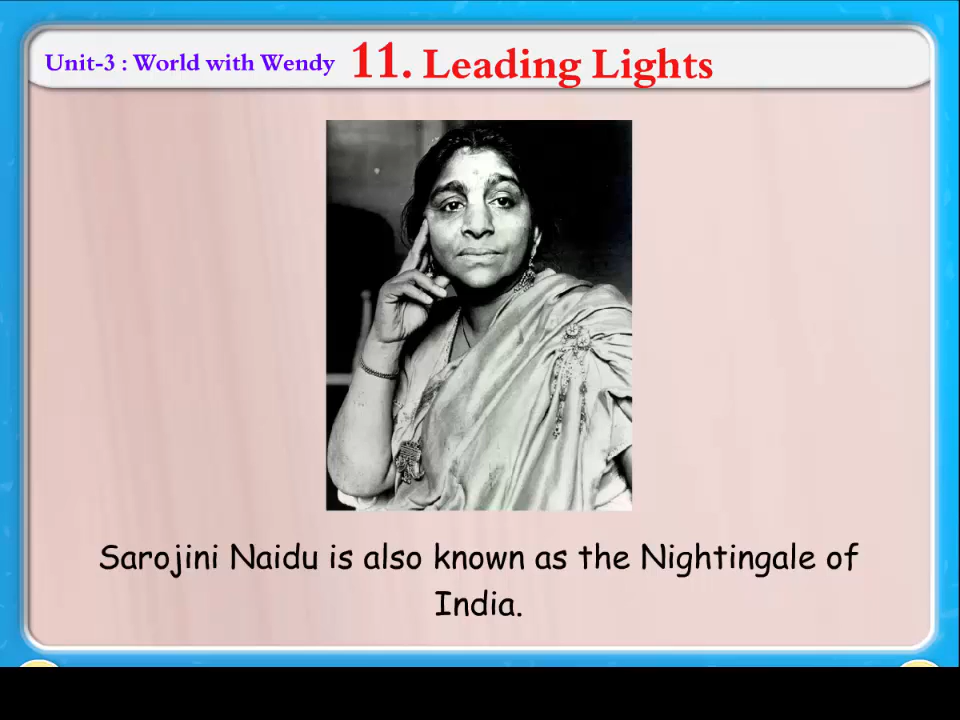 Unit-3 : World with Wendy 11. Leading Lights
Sarojini Naidu is also known as the Nightingale of
India.